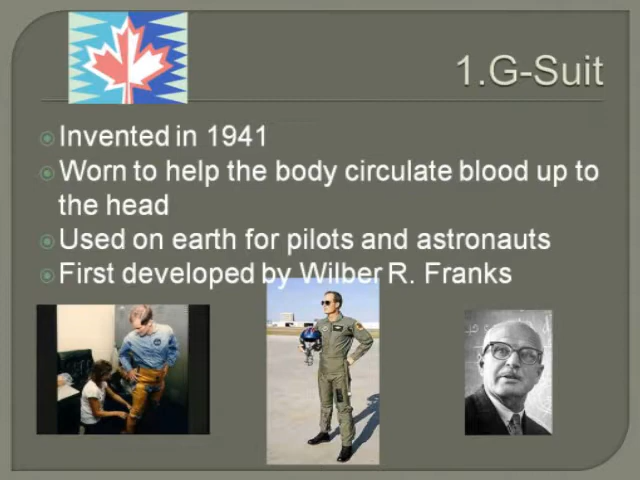 1.G-Suit
Invented in 1941
Worn to help the body circulate blood up to
the head
Used on earth for pilots and astronauts
First developed by Wilber R. Franks